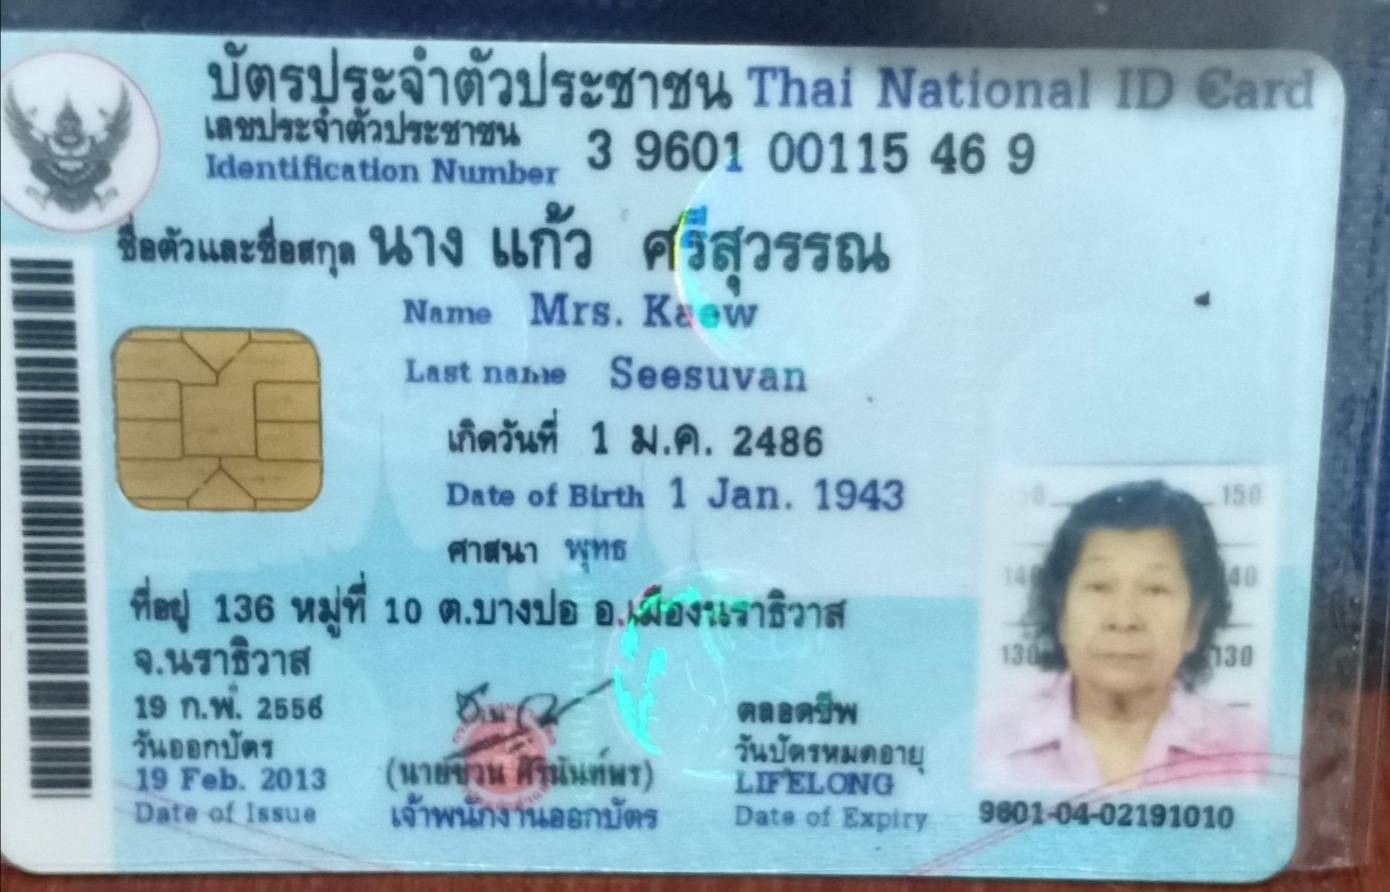 บัตรประจำตัวประชาชน Thai National ID Card
เลขประจำตัวประชาชน
Identification Number 3 9601 00115 46 9
ชื่อตัวและชื่อสกุล นาง แก้ว ศรีสุวรรณ
Name Mrs. Kaew
Last name Seesuvan
เกิดวันที่ 1 ม.ค. 2486
Date of Birth 1 Jan. 1943
ศาสนา พุทธ
ที่อยู่ 136 หมู่ที่ 10 ต.บางปอ อ.เมืองนราธิวาส
จ.นราธิวาส
19 ก.พ. 2556
วันออกบัตร
19 Feb. 2013
Date of Issue
(นายชวน ศิรินันท์พร)
เจ้าพนักงานออกบัตร
ตลอดชีพ
วันบัตรหมดอายุ
LIFELONG
Date of Expiry
150
140 40
130 130
9601-04-02191010